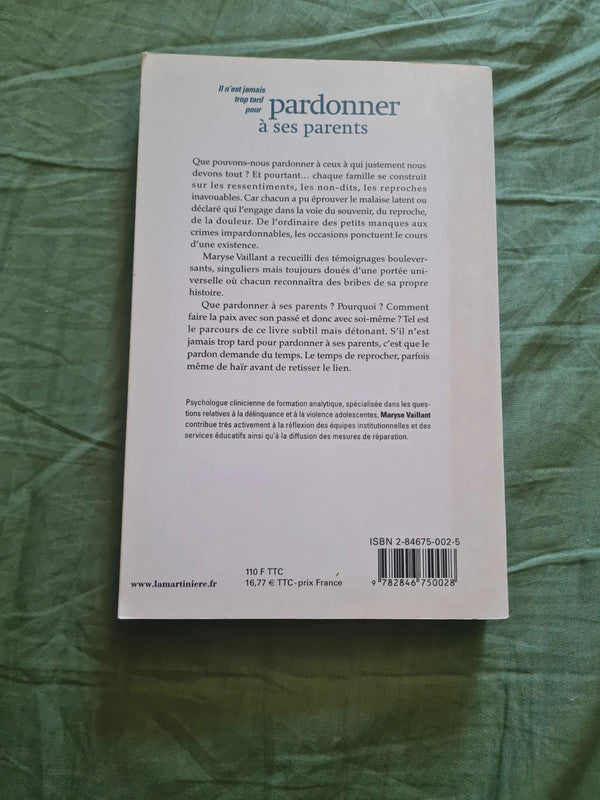 Il n'est jamais
trop tard
pour pardonner
à ses parents
Que pouvons-nous pardonner à ceux à qui justement nous
devons tout ? Et pourtant... chaque famille se construit
sur les ressentiments, les non-dits, les reproches
inavouables. Car chacun a pu éprouver le malaise latent ou
déclaré qui l'engage dans la voie du souvenir, du reproche,
de la douleur. De l'ordinaire des petits manques aux
crimes impardonnables, les occasions ponctuent le cours
d'une existence.
Maryse Vaillant a recueilli des témoignages boulever-
sants, singuliers mais toujours doués d'une portée uni-
verselle où chacun reconnaîtra des bribes de sa propre
histoire.
Que pardonner à ses parents ? Pourquoi ? Comment
faire la paix avec son passé et donc avec soi-même ? Tel est
le parcours de ce livre subtil mais détonant. S'il n'est
jamais trop tard pour pardonner à ses parents, c'est que le
pardon demande du temps. Le temps de reprocher, parfois
même de haïr avant de retisser le lien.
Psychologue clinicienne de formation analytique, spécialisée dans les ques-
tions relatives à la délinquance et à la violence adolescentes, Maryse Vaillant
contribue très activement à la réflexion des équipes institutionnelles et des
services éducatifs ainsi qu'à la diffusion des mesures de réparation.
ISBN 2-84675-002-5
110 F TTC
www.lamartiniere.fr 16,77 € TTC - prix France
9 782846 750028